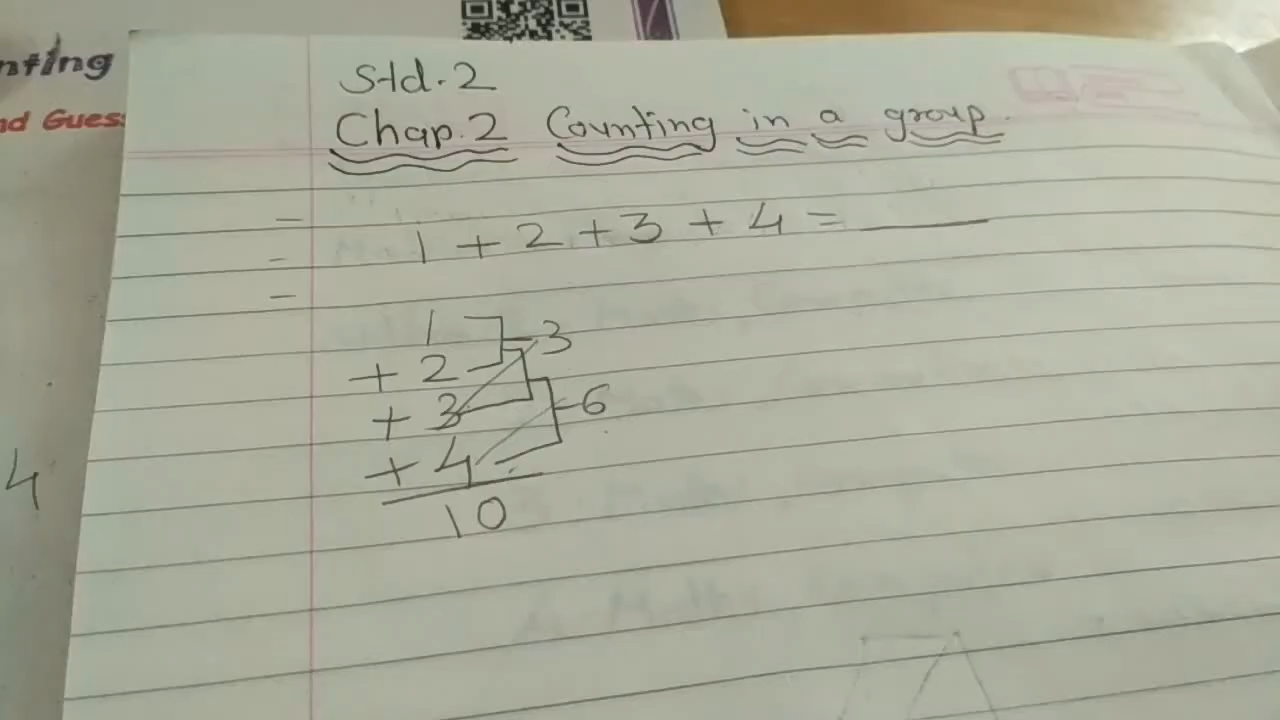 nting
nd Guess
Std. 2
Chap. 2 Counting in a group.
1 + 2 + 3 + 4 = ____
1
+ 2
3
+ 3
6
+ 4
10
4